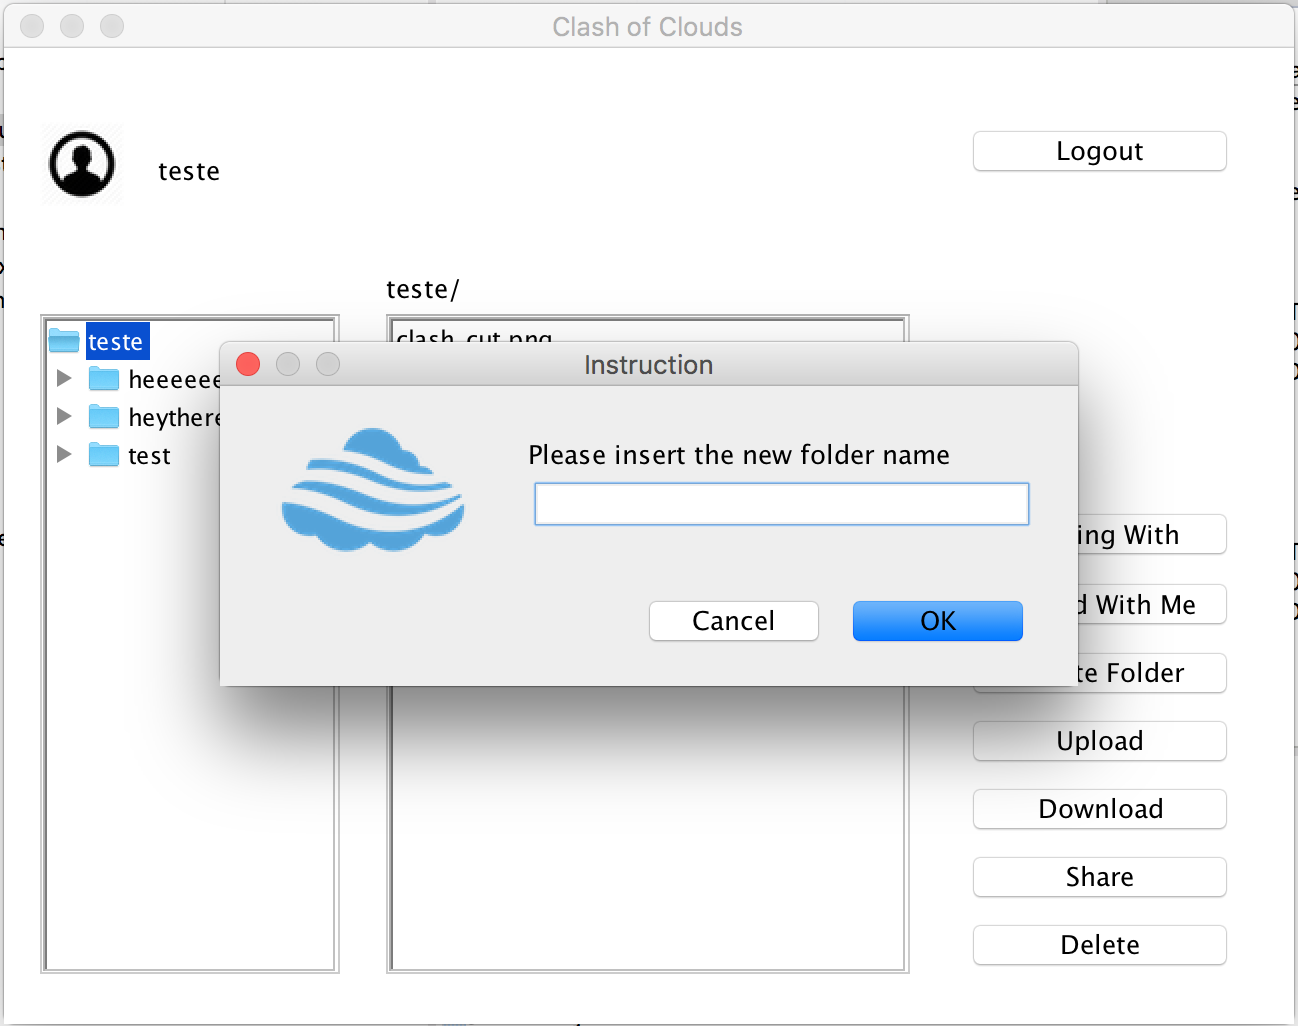 Clash of Clouds
teste
Logout
teste/
teste
heeeeee
heythere
test
clash_cut.png
Instruction
Please insert the new folder name
Cancel
OK
ing With
d With Me
te Folder
Upload
Download
Share
Delete